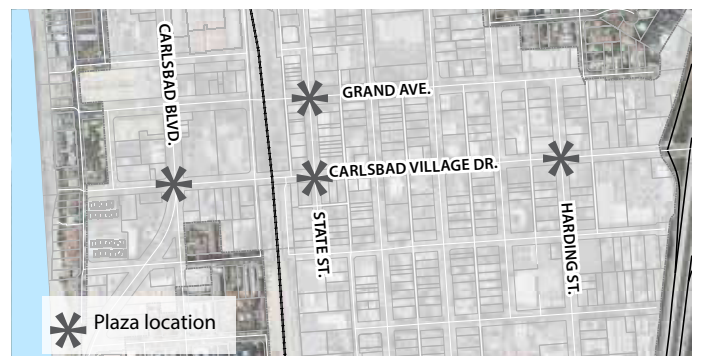 CARLSBAD BLVD.
GRAND AVE.
CARLSBAD VILLAGE DR.
STATE ST.
HARDING ST.
Plaza location